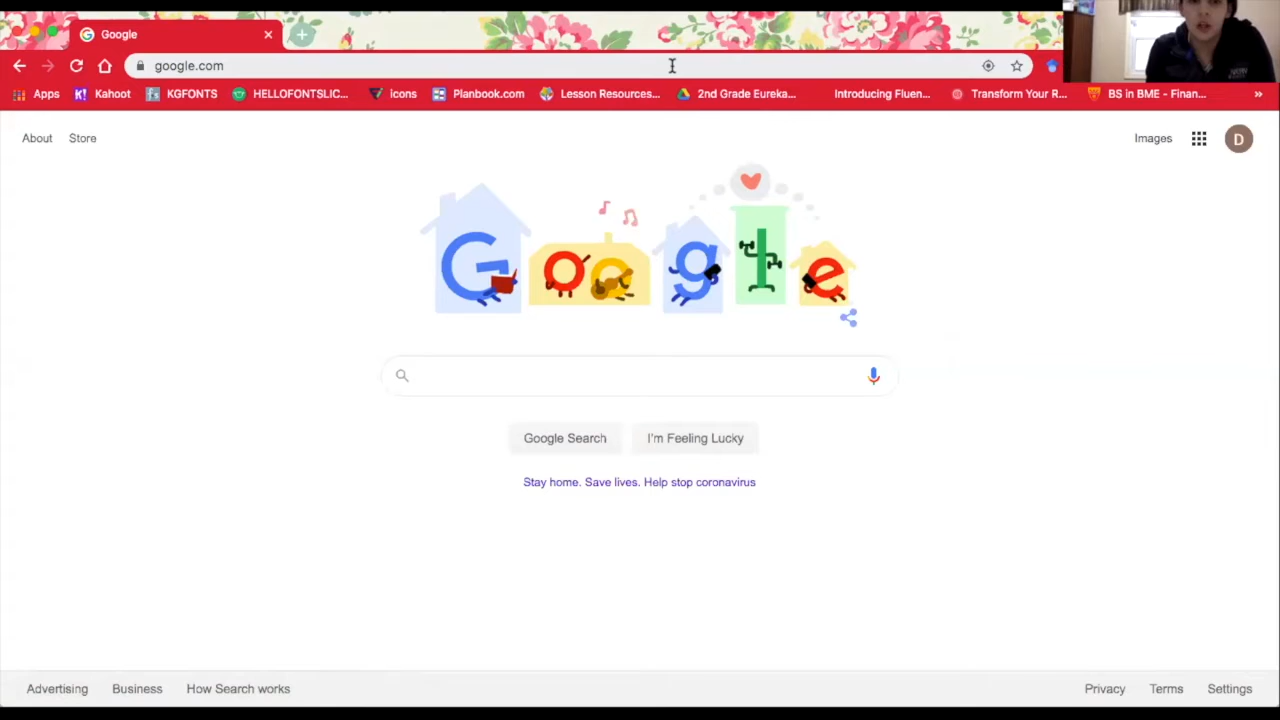 Google
google.com
Apps Kahoot KGFONTS HELLOFONTSLIC... icons Planbook.com Lesson Resources... 2nd Grade Eureka... Introducing Fluen... Transform Your R... BS in BME - Finan... »
About Store Images D
Google
Google Search I'm Feeling Lucky
Stay home. Save lives. Help stop coronavirus
Advertising Business How Search works Privacy Terms Settings